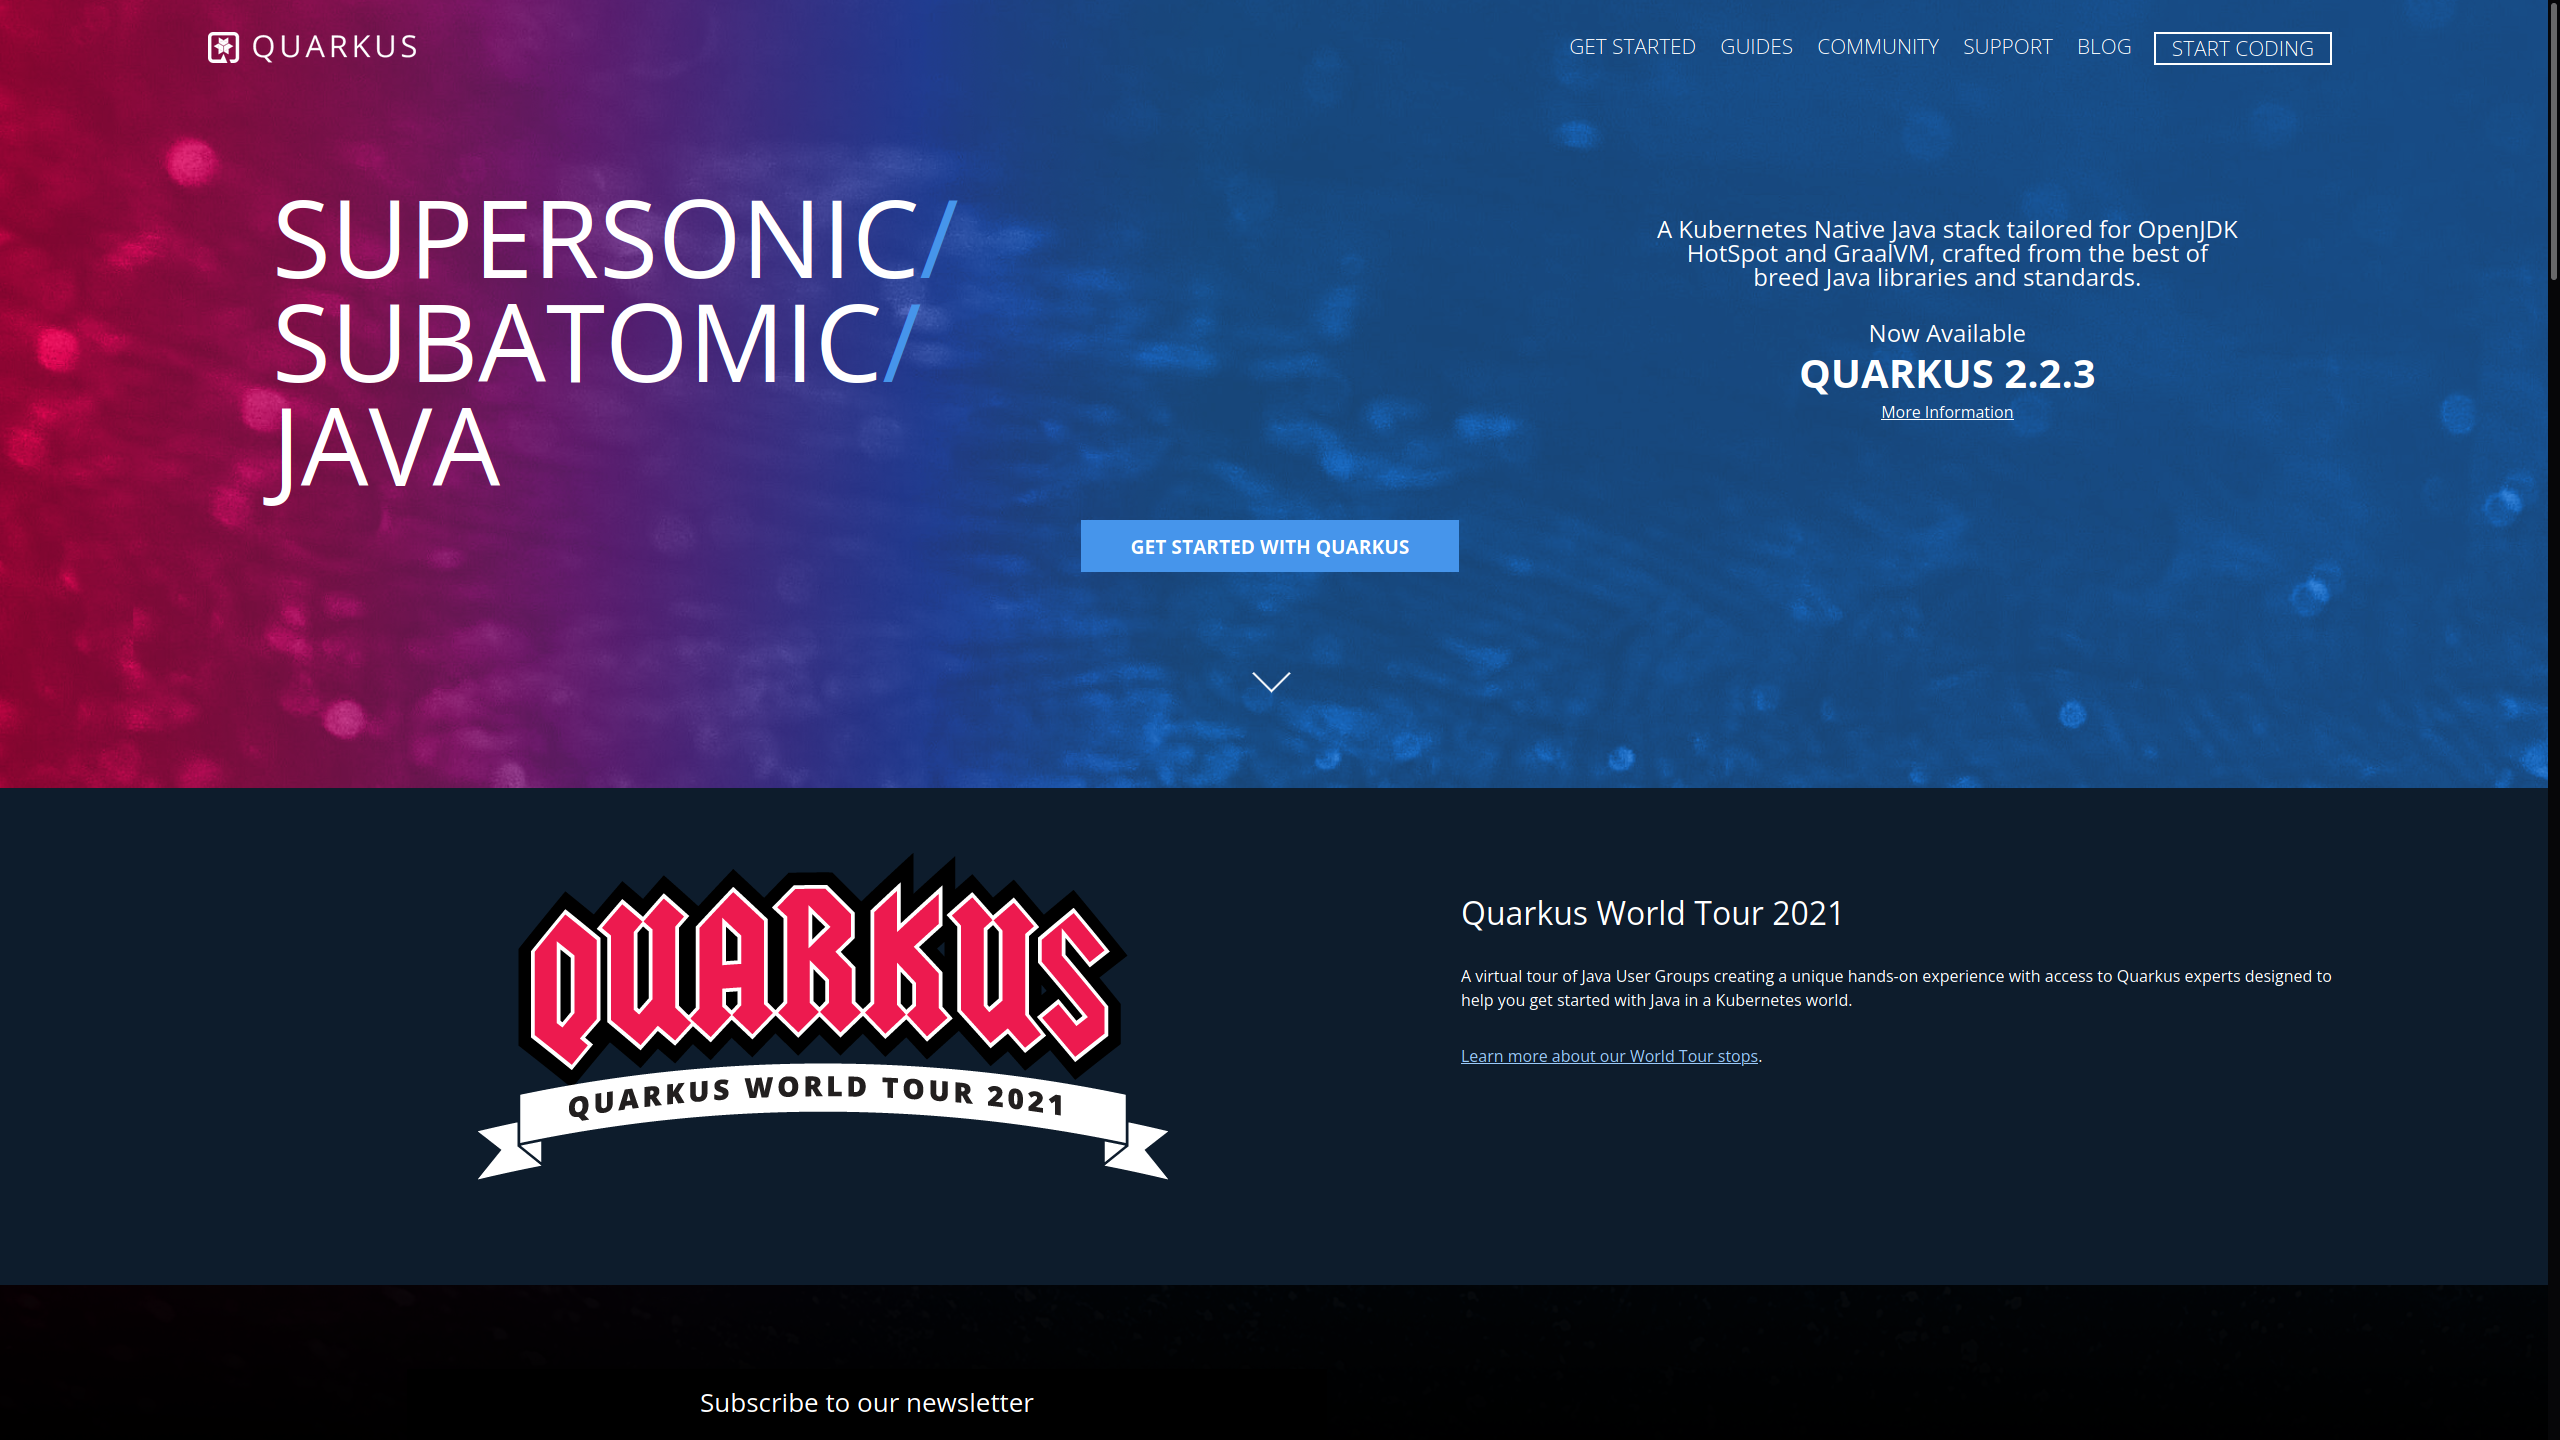 QUARKUS
GET STARTED
GUIDES
COMMUNITY
SUPPORT
BLOG
START CODING
SUPERSONIC/
SUBATOMIC/
JAVA
A Kubernetes Native Java stack tailored for OpenJDK
HotSpot and GraalVM, crafted from the best of
breed Java libraries and standards.
Now Available
QUARKUS 2.2.3
More Information
GET STARTED WITH QUARKUS
QUARKUS
QUARKUS WORLD TOUR 2021
Quarkus World Tour 2021
A virtual tour of Java User Groups creating a unique hands-on experience with access to Quarkus experts designed to
help you get started with Java in a Kubernetes world.
Learn more about our World Tour stops.
Subscribe to our newsletter